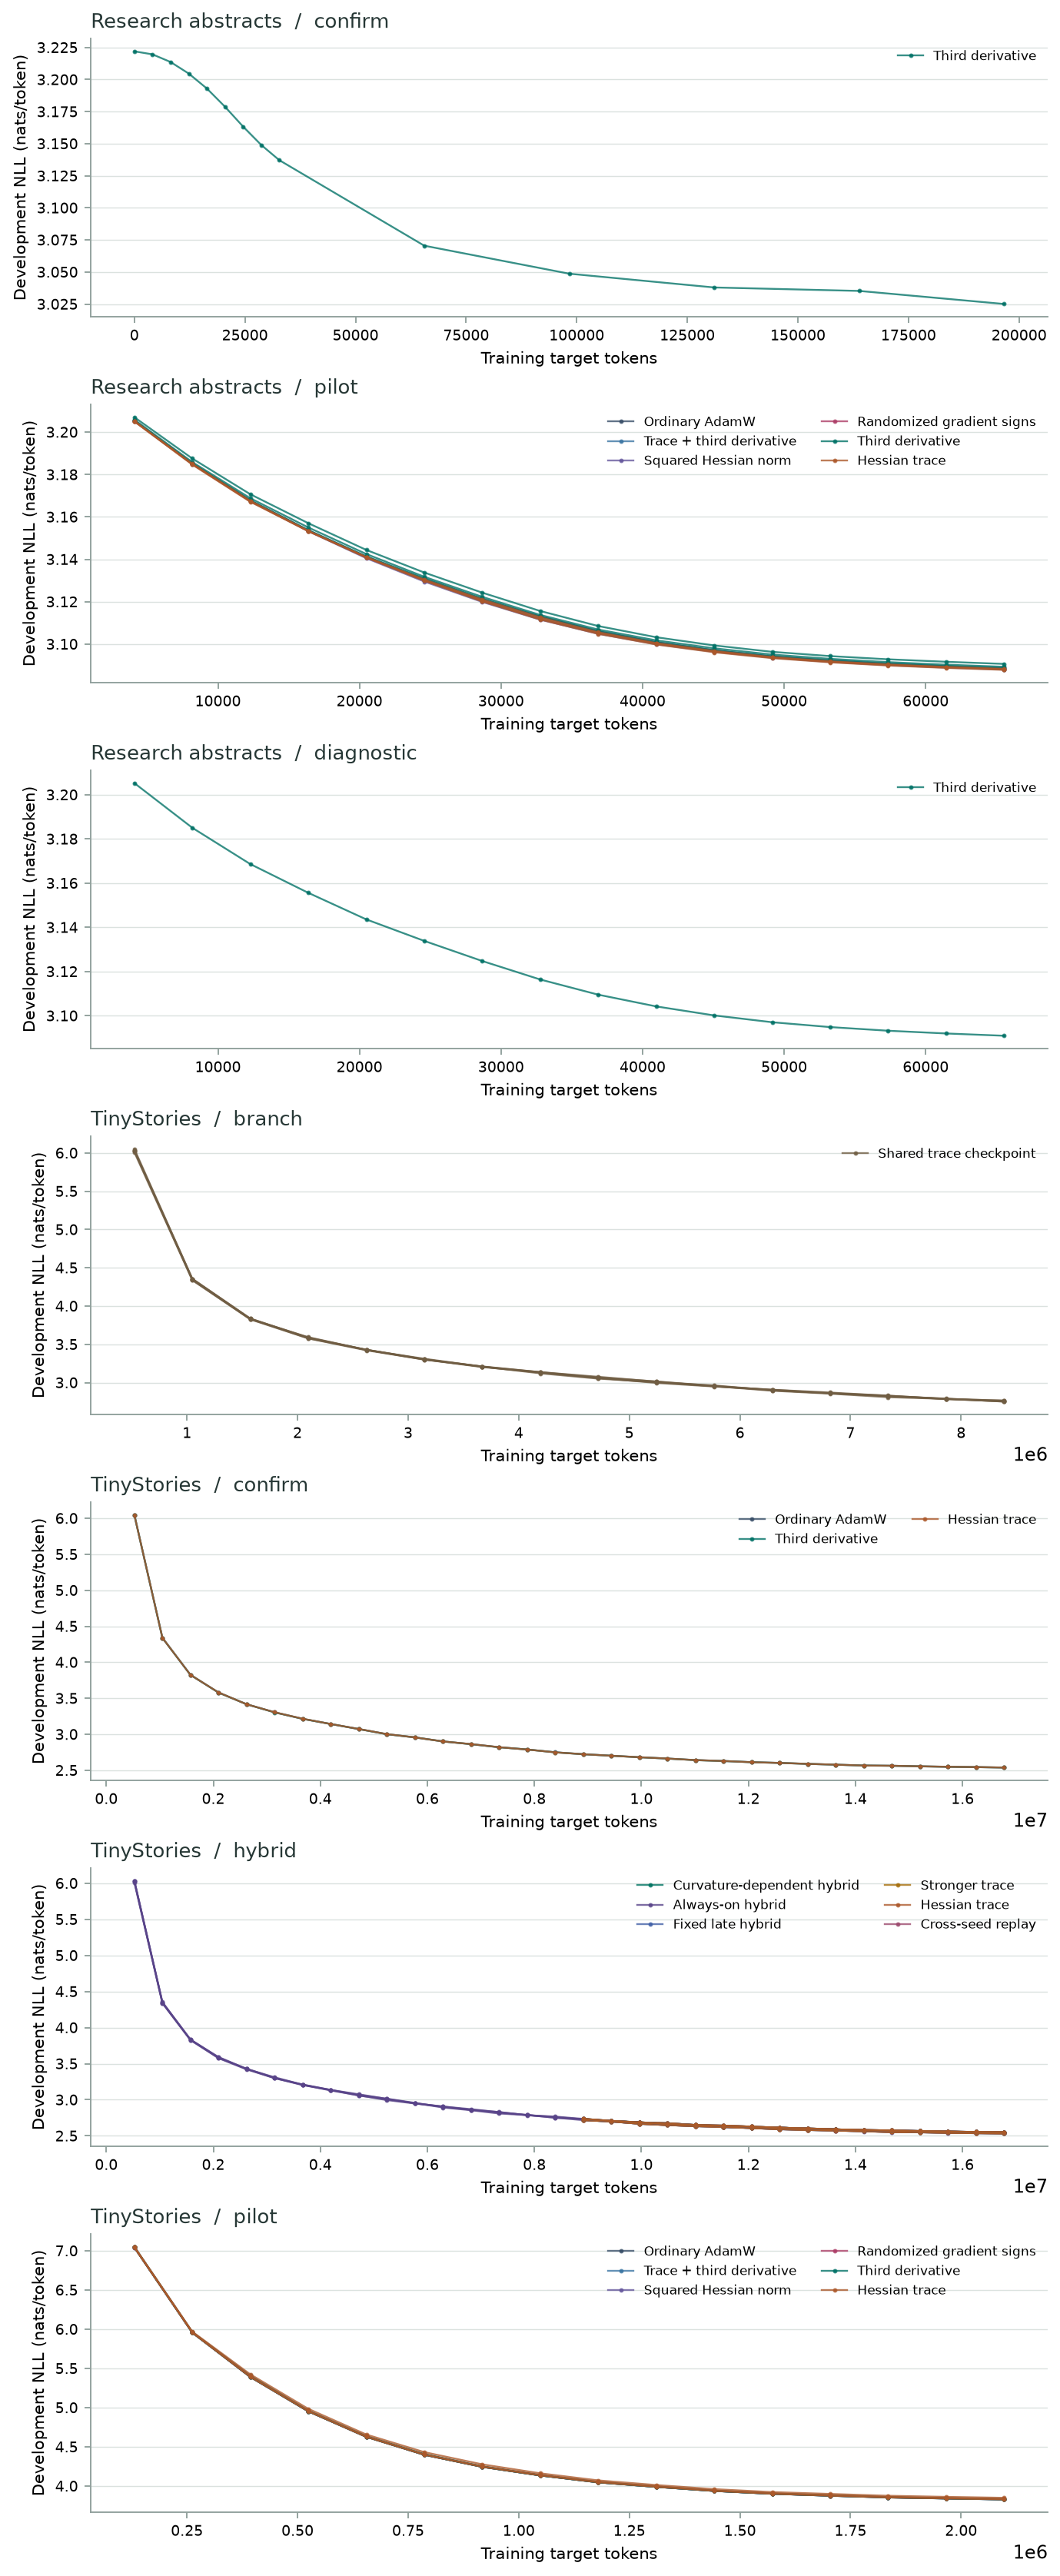 Research abstracts / confirm
Development NLL (nats/token)
3.225
3.200
3.175
3.150
3.125
3.100
3.075
3.050
3.025
Third derivative
0 25000 50000 75000 100000 125000 150000 175000 200000
Training target tokens
Research abstracts / pilot
Development NLL (nats/token)
3.20
3.18
3.16
3.14
3.12
3.10
Ordinary AdamW Randomized gradient signs
Trace + third derivative Third derivative
Squared Hessian norm Hessian trace
10000 20000 30000 40000 50000 60000
Training target tokens
Research abstracts / diagnostic
Development NLL (nats/token)
3.20
3.18
3.16
3.14
3.12
3.10
Third derivative
10000 20000 30000 40000 50000 60000
Training target tokens
TinyStories / branch
Development NLL (nats/token)
6.0
5.5
5.0
4.5
4.0
3.5
3.0
Shared trace checkpoint
1 2 3 4 5 6 7 8
1e6
Training target tokens
TinyStories / confirm
Development NLL (nats/token)
6.0
5.5
5.0
4.5
4.0
3.5
3.0
2.5
Ordinary AdamW Hessian trace
Third derivative
0.0 0.2 0.4 0.6 0.8 1.0 1.2 1.4 1.6
1e7
Training target tokens
TinyStories / hybrid
Development NLL (nats/token)
6.0
5.5
5.0
4.5
4.0
3.5
3.0
2.5
Curvature-dependent hybrid Stronger trace
Always-on hybrid Hessian trace
Fixed late hybrid Cross-seed replay
0.0 0.2 0.4 0.6 0.8 1.0 1.2 1.4 1.6
1e7
Training target tokens
TinyStories / pilot
Development NLL (nats/token)
7.0
6.5
6.0
5.5
5.0
4.5
4.0
Ordinary AdamW Randomized gradient signs
Trace + third derivative Third derivative
Squared Hessian norm Hessian trace
0.25 0.50 0.75 1.00 1.25 1.50 1.75 2.00
1e6
Training target tokens